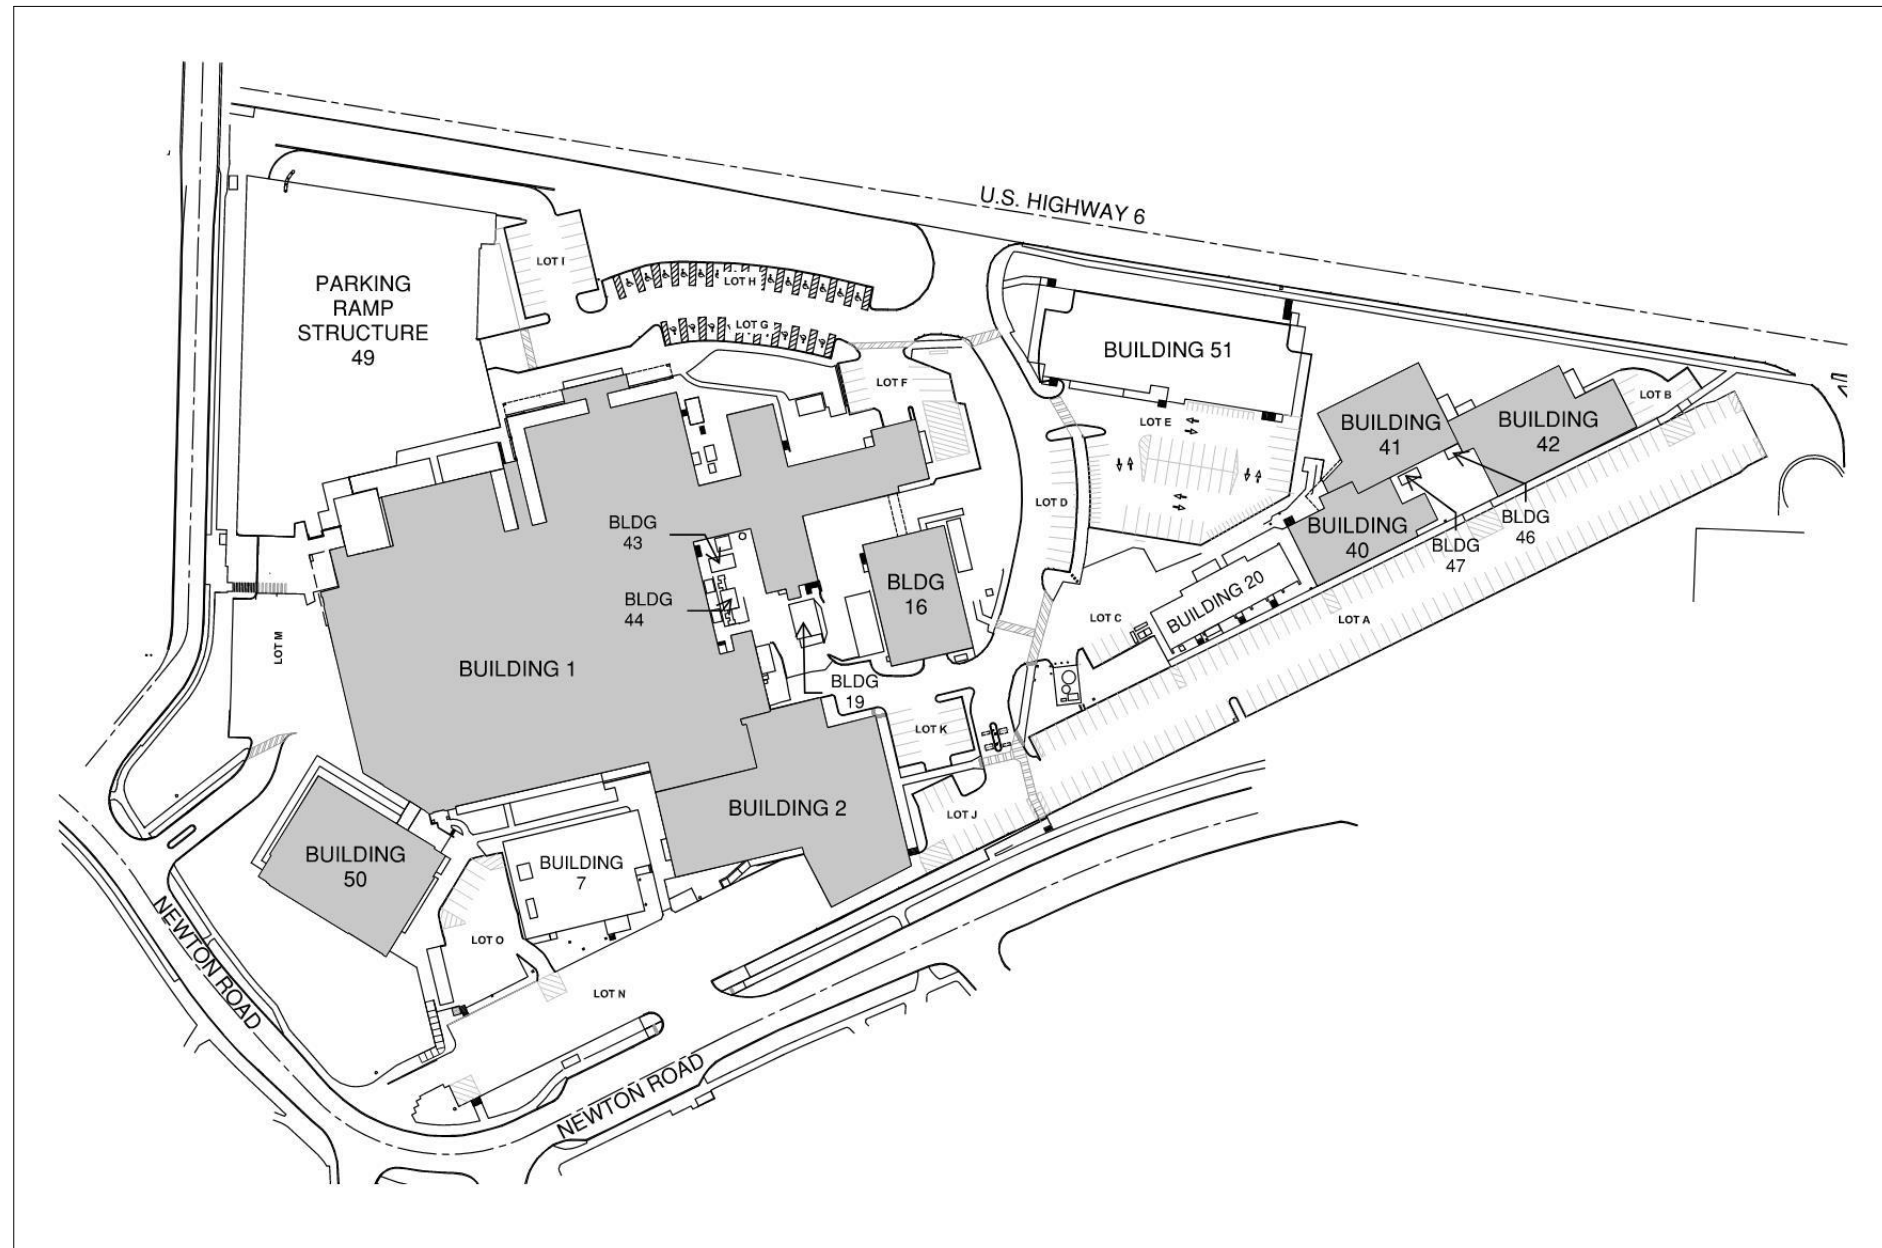 U.S. HIGHWAY 6
LOT I
LOT H
PARKING
RAMP
STRUCTURE
49
LOT G
BUILDING 51
LOT F
LOT B
LOT E
BUILDING
41
BUILDING
42
LOT D
BLDG
43
BLDG
46
BUILDING
40
BLDG
47
BLDG
16
BUILDING 20
BLDG
44
LOT C
LOT A
LOT M
BUILDING 1
BLDG
19
LOT K
BUILDING 2
LOT J
BUILDING
50
BUILDING
7
LOT O
NEWTON ROAD
LOT N
NEWTON ROAD